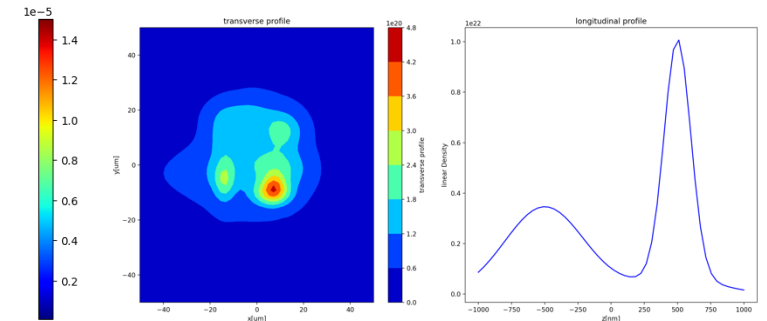 1e−5
1.4
1.2
1.0
0.8
0.6
0.4
0.2
transverse profile
40
20
0
−20
−40
y[um]
−40 −20 0 20 40
x[um]
1e20
4.8
4.2
3.6
3.0
2.4
1.8
1.2
0.6
0.0
transverse profile
longitudinal profile
1e22
1.0
0.8
0.6
0.4
0.2
0.0
linear Density
−1000 −750 −500 −250 0 250 500 750 1000
z[nm]